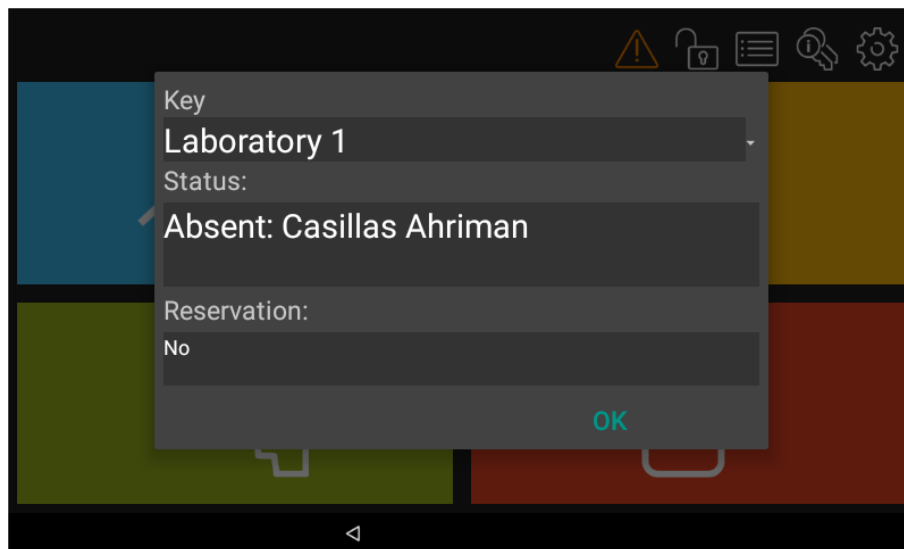 Key
Laboratory 1
Status:
Absent: Casillas Ahriman
Reservation:
No
OK